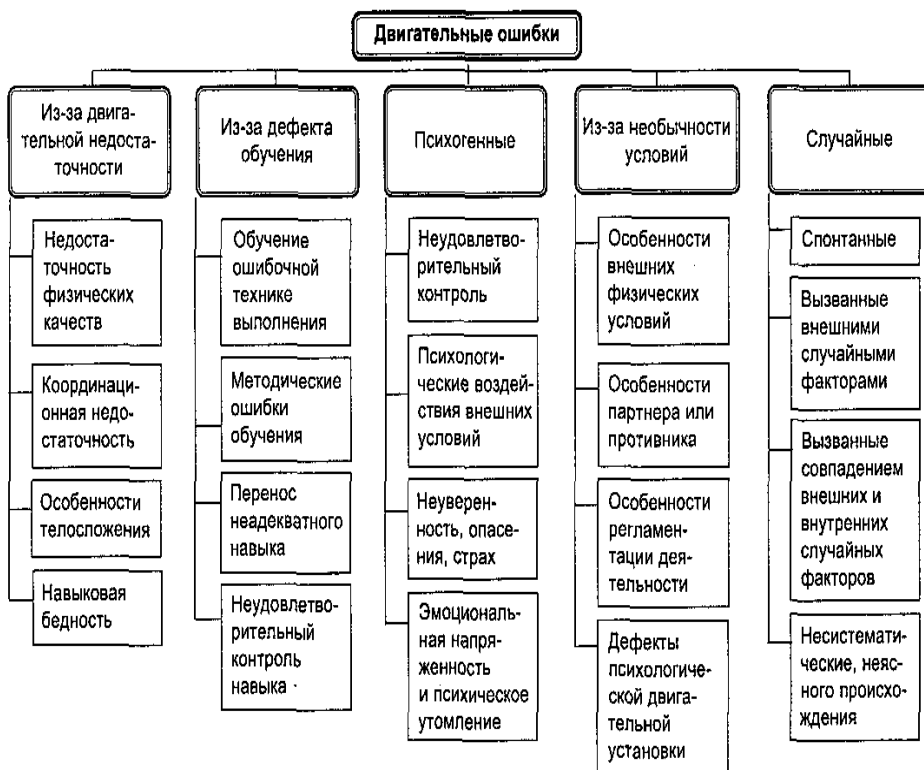 Двигательные ошибки
Из-за двига-
тельной недоста-
точности
Недоста-
точность
физических
качеств
Координаци-
онная недо-
статочность
Особенности
телосложения
Навыковая
бедность
Из-за дефекта
обучения
Обучение
ошибочной
технике
выполнения
Методические
ошибки
обучения
Перенос
неадекватного
навыка
Неудовлетво-
рительный
контроль
навыка
Психогенные
Неудовлетво-
рительный
контроль
Психологи-
ческие воздей-
ствия внешних
условий
Неуверен-
ность, опасе-
ния, страх
Эмоциональ-
ная напря-
женность
и психическое
утомление
Из-за необычности
условий
Особенности
внешних
физических
условий
Особенности
партнера или
противника
Особенности
регламен-
тации дея-
тельности
Дефекты
психологиче-
ской двига-
тельной
установки
Случайные
Спонтанные
Вызванные
внешними
случайными
факторами
Вызванные
совпадением
внешних и
внутренних
случайных
факторов
Несистемати-
ческие, неяс-
ного происхо-
ждения